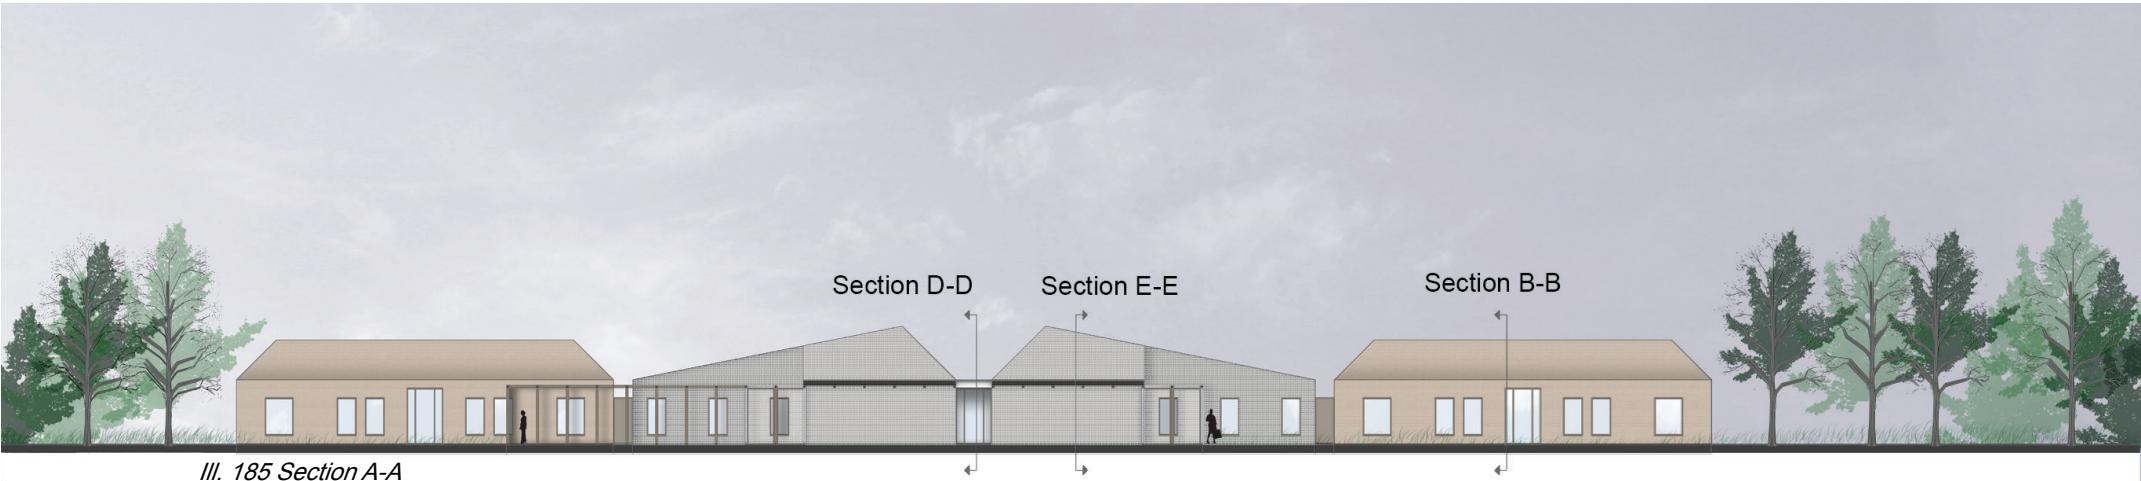 Section D-D
Section E-E
Section B-B
Ill. 185 Section A-A